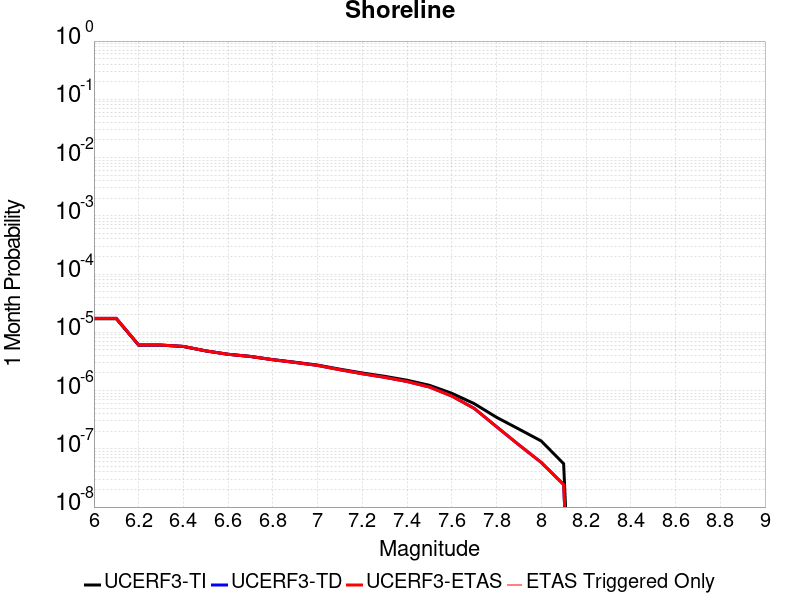 Shoreline
10^0
10^-1
10^-2
10^-3
10^-4
10^-5
10^-6
10^-7
10^-8
1 Month Probability
6 6.2 6.4 6.6 6.8 7 7.2 7.4 7.6 7.8 8 8.2 8.4 8.6 8.8 9
Magnitude
UCERF3-TI UCERF3-TD UCERF3-ETAS ETAS Triggered Only